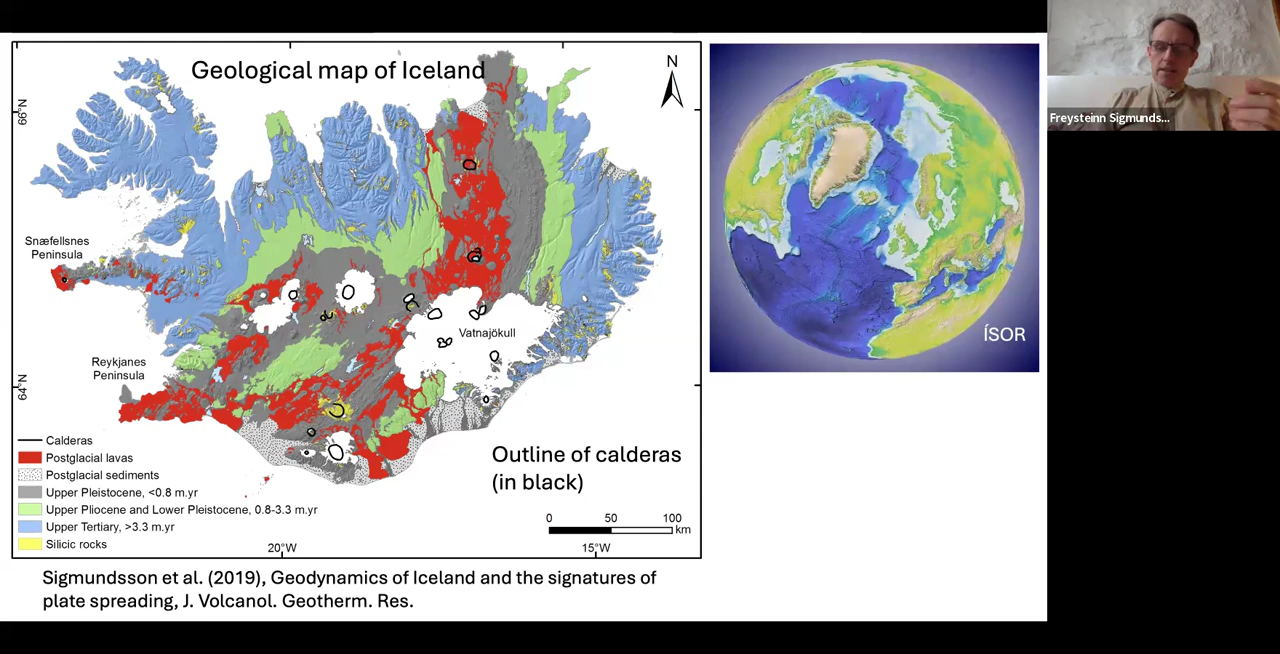 Geological map of Iceland
N
66°N
Snæfellsnes
Peninsula
Vatnajökull
Reykjanes
Peninsula
64°N
Calderas
Postglacial lavas
Postglacial sediments
Upper Pleistocene, <0.8 m.yr
Upper Pliocene and Lower Pleistocene, 0.8-3.3 m.yr
Upper Tertiary, >3.3 m.yr
Silicic rocks
Outline of calderas
(in black)
0 50 100
km
20°W 15°W
Sigmundsson et al. (2019), Geodynamics of Iceland and the signatures of
plate spreading, J. Volcanol. Geotherm. Res.
ÍSOR
Freysteinn Sigmunds...